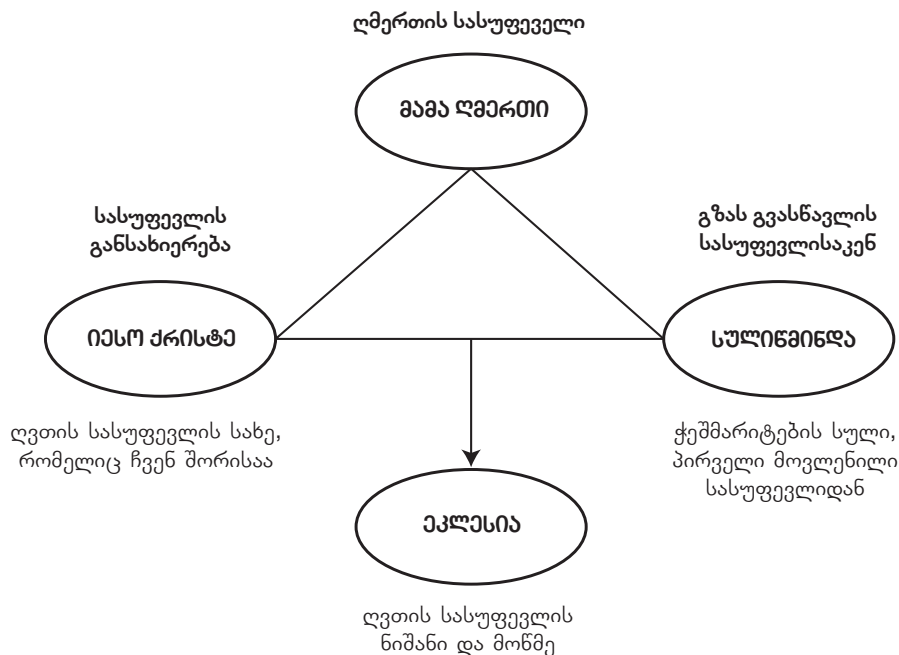 ღმერთის სასუფეველი
მამა ღმერთი
სასუფევლის
განსახიერება
იესო ქრისტე
ღვთის სასუფევლის სახე,
რომელიც ჩვენ შორისაა
გზას გვასწავლის
სასუფევლისაკენ
სულიწმინდა
ჭეშმარიტების სული,
პირველი მოვლენილი
სასუფევლიდან
ეკლესია
ღვთის სასუფევლის
ნიშანი და მოწმე